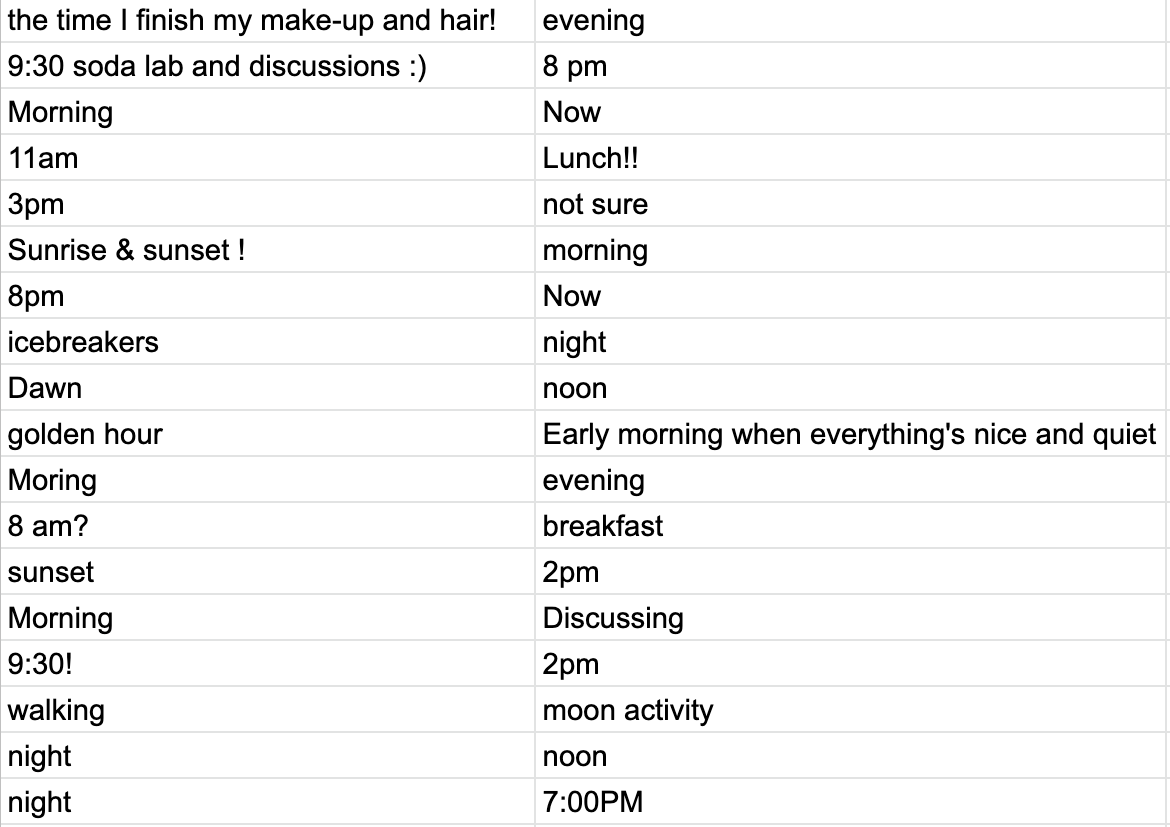 the time I finish my make-up and hair! evening
9:30 soda lab and discussions :) 8 pm
Morning Now
11am Lunch!!
3pm not sure
Sunrise & sunset ! morning
8pm Now
icebreakers night
Dawn noon
golden hour Early morning when everything's nice and quiet
Moring evening
8 am? breakfast
sunset 2pm
Morning Discussing
9:30! 2pm
walking moon activity
night noon
night 7:00PM